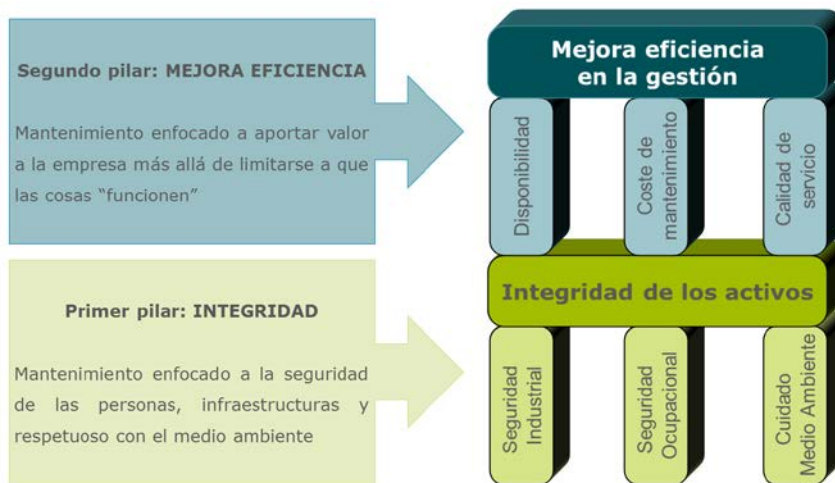 Segundo pilar: MEJORA EFICIENCIA
Mantenimiento enfocado a aportar valor
a la empresa más allá de limitarse a que
las cosas “funcionen”
Mejora eficiencia
en la gestión
Disponibilidad
Coste de
mantenimiento
Calidad de
servicio
Primer pilar: INTEGRIDAD
Mantenimiento enfocado a la seguridad
de las personas, infraestructuras y
respetuoso con el medio ambiente
Integridad de los activos
Seguridad
Industrial
Seguridad
Ocupacional
Cuidado
Medio Ambiente